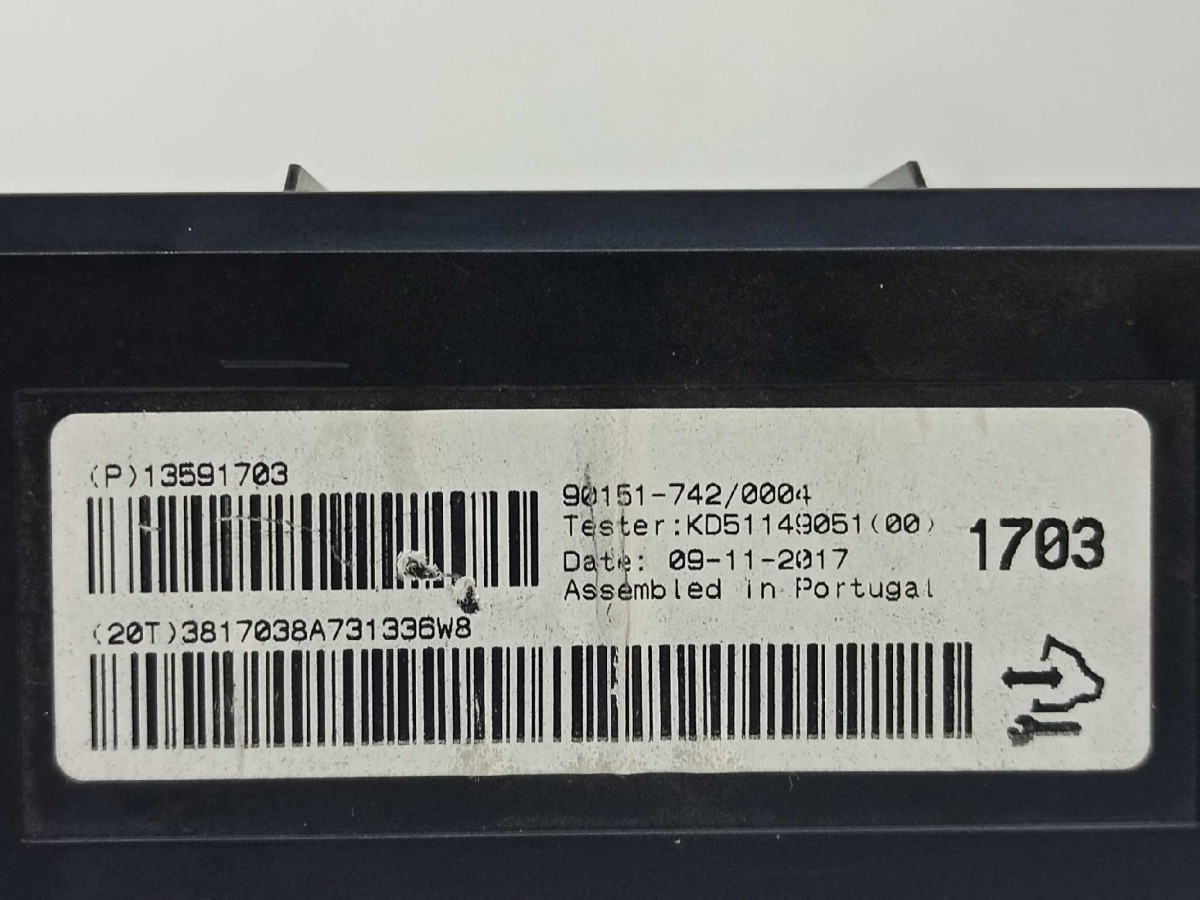 (P)13591703
90151-742/0004
Tester:KD51149051(00)
Date: 09-11-2017
Assembled in Portugal
1703
(20T)3817038A731336W8